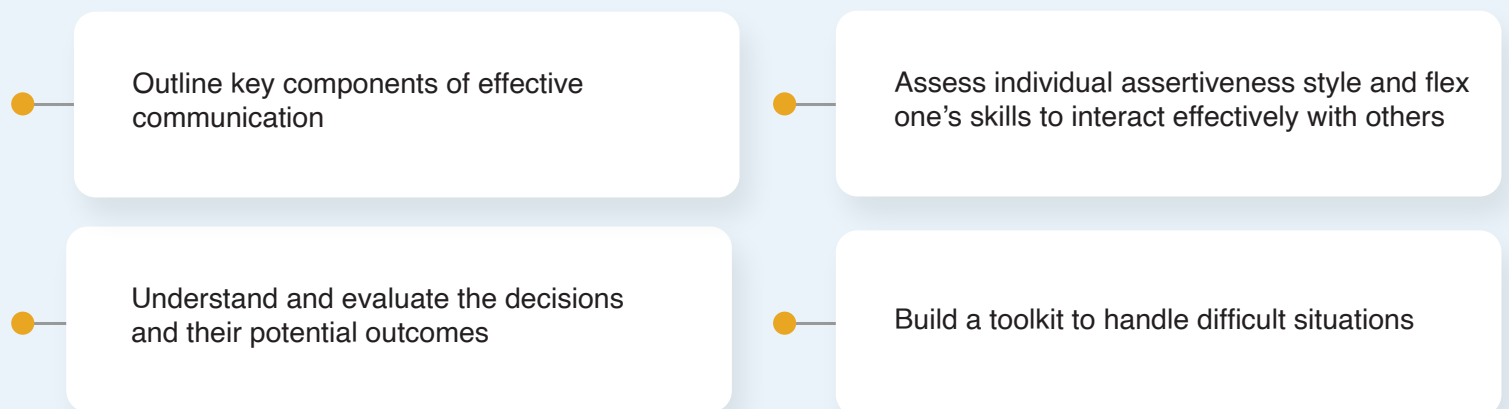 Outline key components of effective
communication
Assess individual assertiveness style and flex
one’s skills to interact effectively with others
Understand and evaluate the decisions
and their potential outcomes
Build a toolkit to handle difficult situations